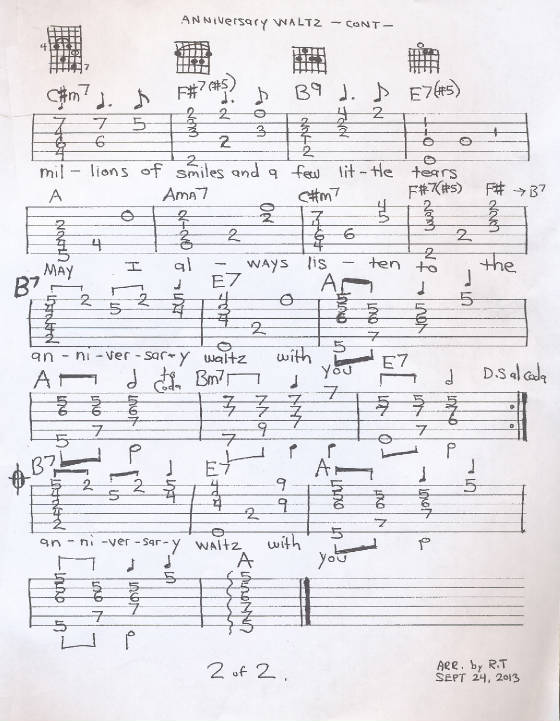 ANNiversary WALTZ - CONT -
C#m7 F#7(#5) B9 E7(#5)
mil-lions of smiles and a few lit-tle tears
A AMA7 C#m7 F#7(#5) F# → B7
MAY I al-WAYS lis-ten to the
B7 E7 A
an-ni-ver-sar-y waltz with you
A to Coda Bm7 E7 D.S al coda
B7 E7 A
an-ni-ver-sar-y WALTZ with you
A
2 of 2.
ARR. by R.T
SEPT 24, 2013